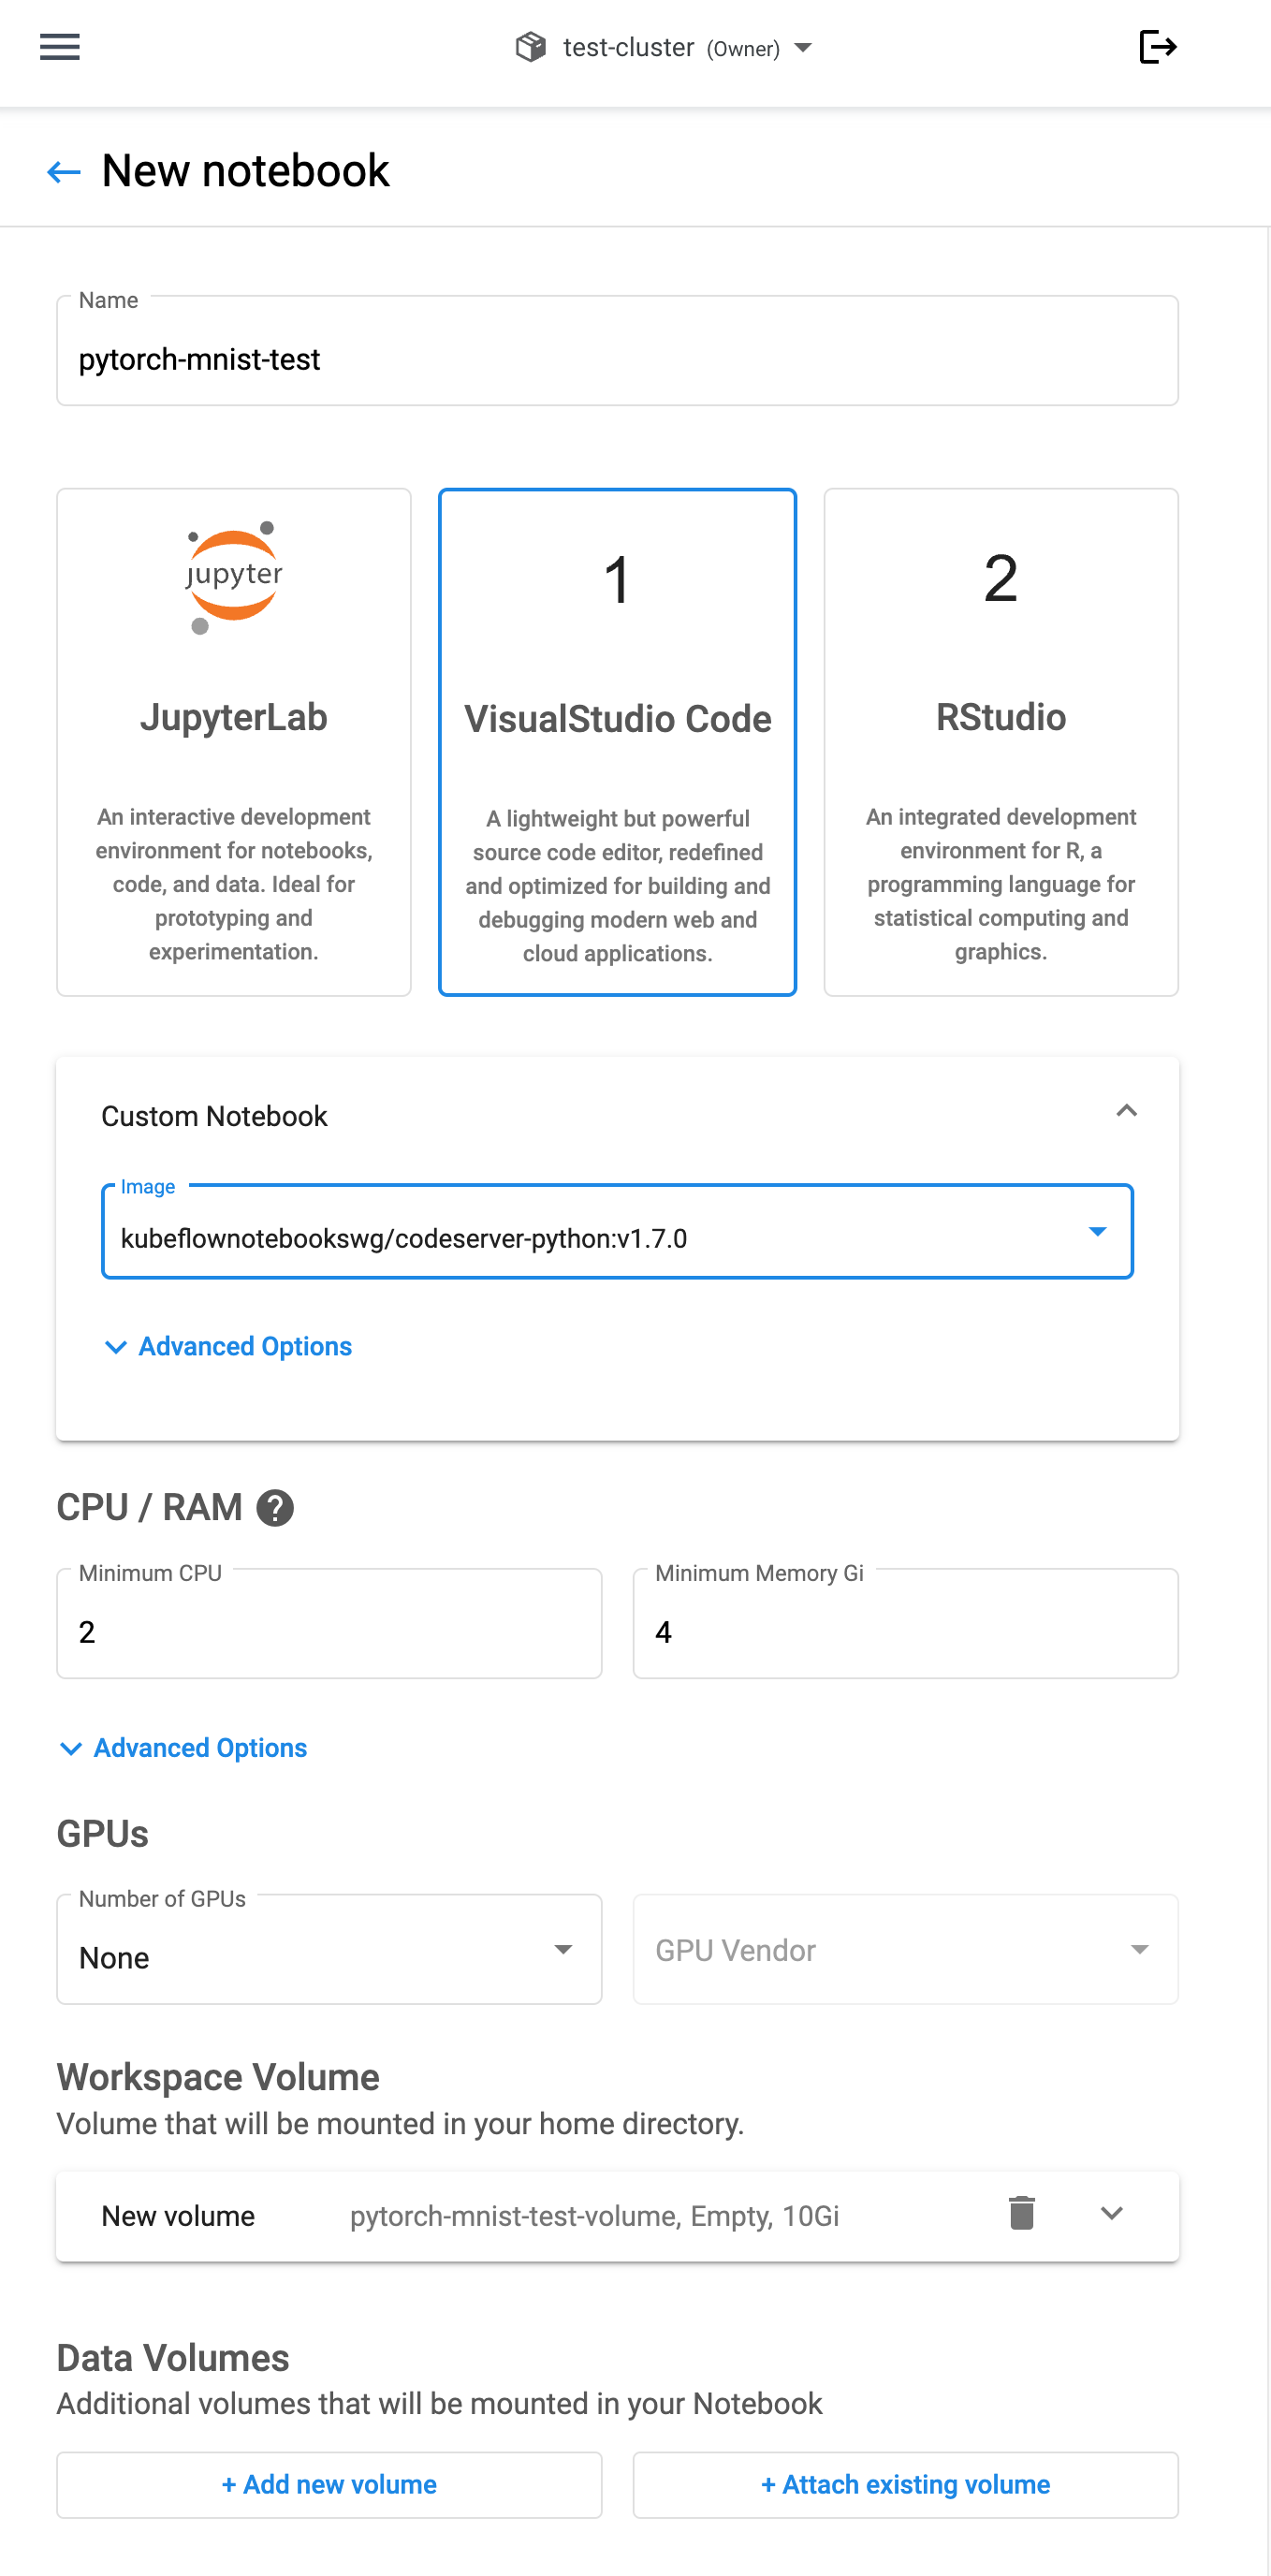 test-cluster (Owner)
New notebook
Name
pytorch-mnist-test
jupyter
JupyterLab
An interactive development
environment for notebooks,
code, and data. Ideal for
prototyping and
experimentation.
1
VisualStudio Code
A lightweight but powerful
source code editor, redefined
and optimized for building and
debugging modern web and
cloud applications.
2
RStudio
An integrated development
environment for R, a
programming language for
statistical computing and
graphics.
Custom Notebook
Image
kubeflownotebookswg/codeserver-python:v1.7.0
Advanced Options
CPU / RAM ?
Minimum CPU
2
Minimum Memory Gi
4
Advanced Options
GPUs
Number of GPUs
None
GPU Vendor
Workspace Volume
Volume that will be mounted in your home directory.
New volume pytorch-mnist-test-volume, Empty, 10Gi
Data Volumes
Additional volumes that will be mounted in your Notebook
+ Add new volume
+ Attach existing volume